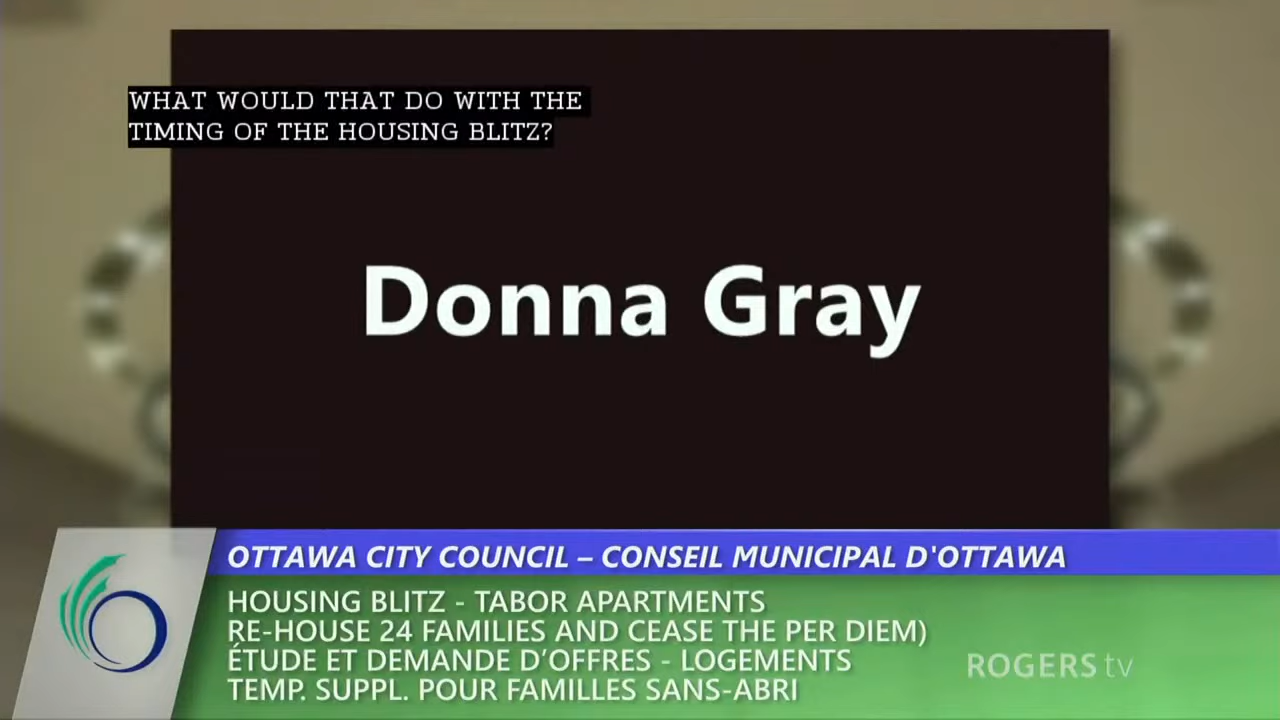 WHAT WOULD THAT DO WITH THE
TIMING OF THE HOUSING BLITZ?
Donna Gray
OTTAWA CITY COUNCIL – CONSEIL MUNICIPAL D'OTTAWA
HOUSING BLITZ - TABOR APARTMENTS
RE-HOUSE 24 FAMILIES AND CEASE THE PER DIEM)
ÉTUDE ET DEMANDE D’OFFRES - LOGEMENTS
TEMP. SUPPL. POUR FAMILLES SANS-ABRI
ROGERS tv